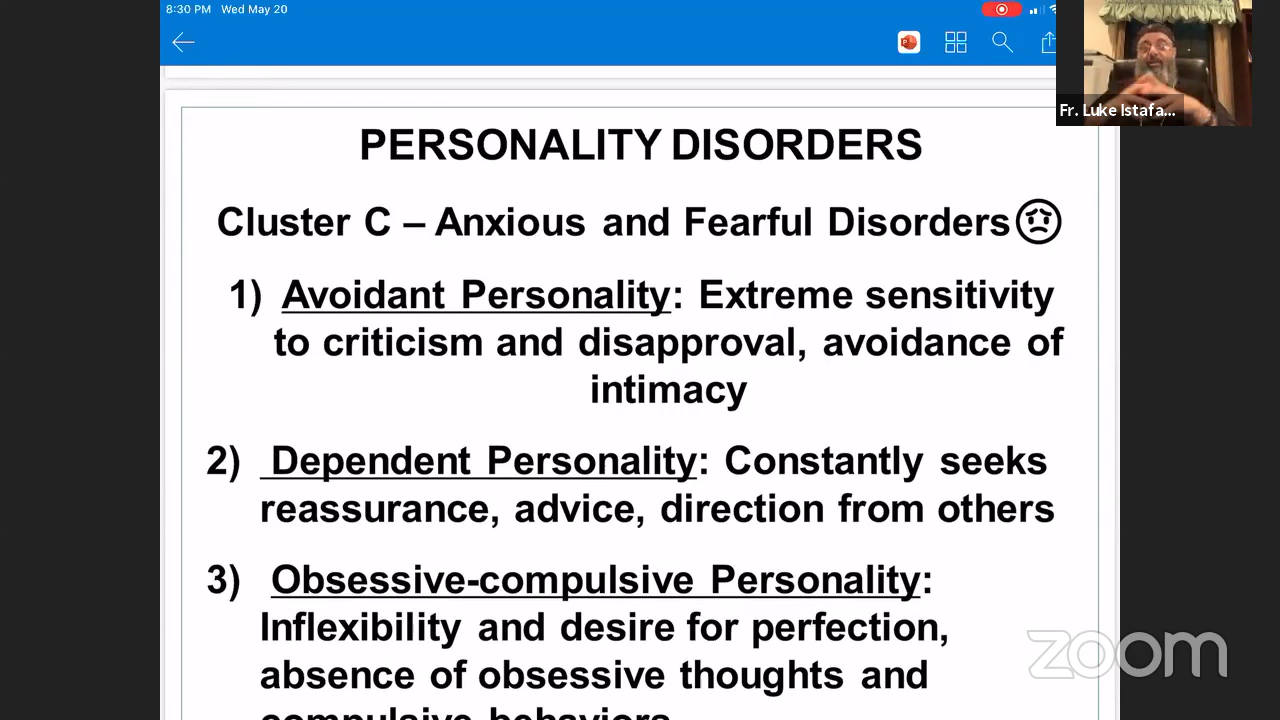 8:30 PM Wed May 20
Fr. Luke Istafa...
PERSONALITY DISORDERS
Cluster C – Anxious and Fearful Disorders
1) Avoidant Personality: Extreme sensitivity
to criticism and disapproval, avoidance of
intimacy
2) Dependent Personality: Constantly seeks
reassurance, advice, direction from others
3) Obsessive-compulsive Personality:
Inflexibility and desire for perfection,
absence of obsessive thoughts and
compulsive behaviors
zoom